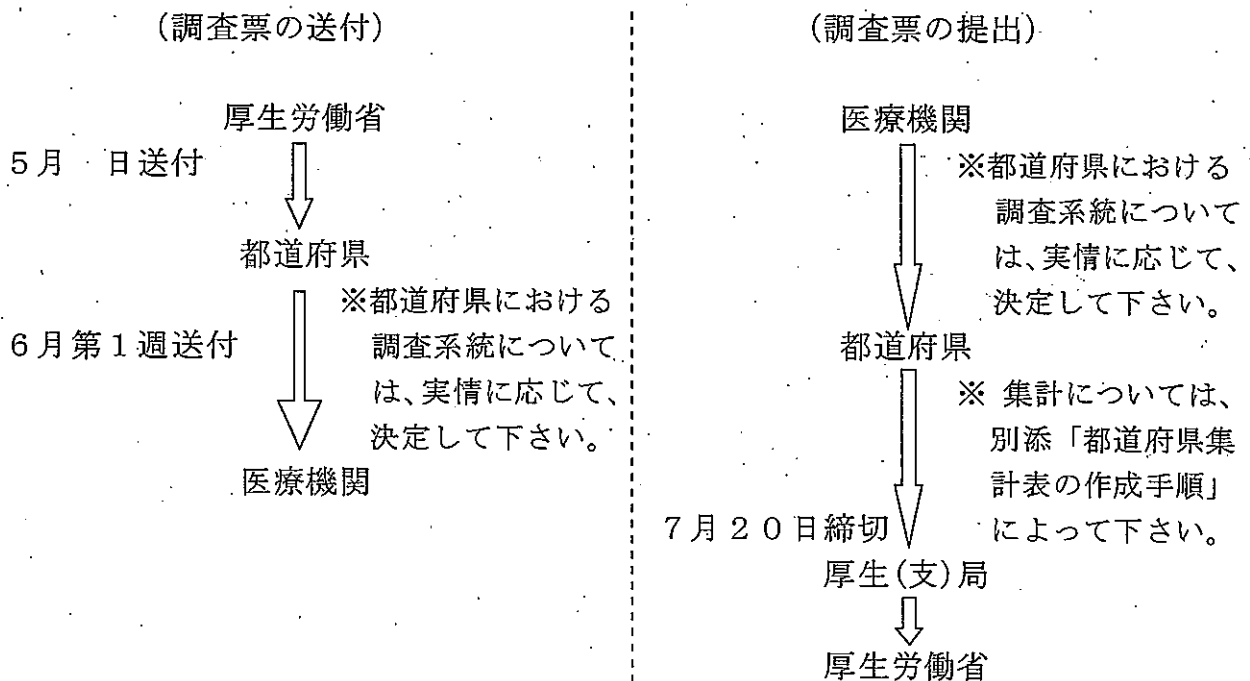 (調査票の送付)
厚生労働省
5月　日送付
都道府県
※都道府県における
調査系統について
は、実情に応じて、
決定して下さい。
6月第1週送付
医療機関
(調査票の提出)
医療機関
※都道府県における
調査系統について
は、実情に応じて、
決定して下さい。
都道府県
※ 集計については、
別添「都道府県集
計表の作成手順」
によって下さい。
7月20日締切
厚生(支)局
厚生労働省